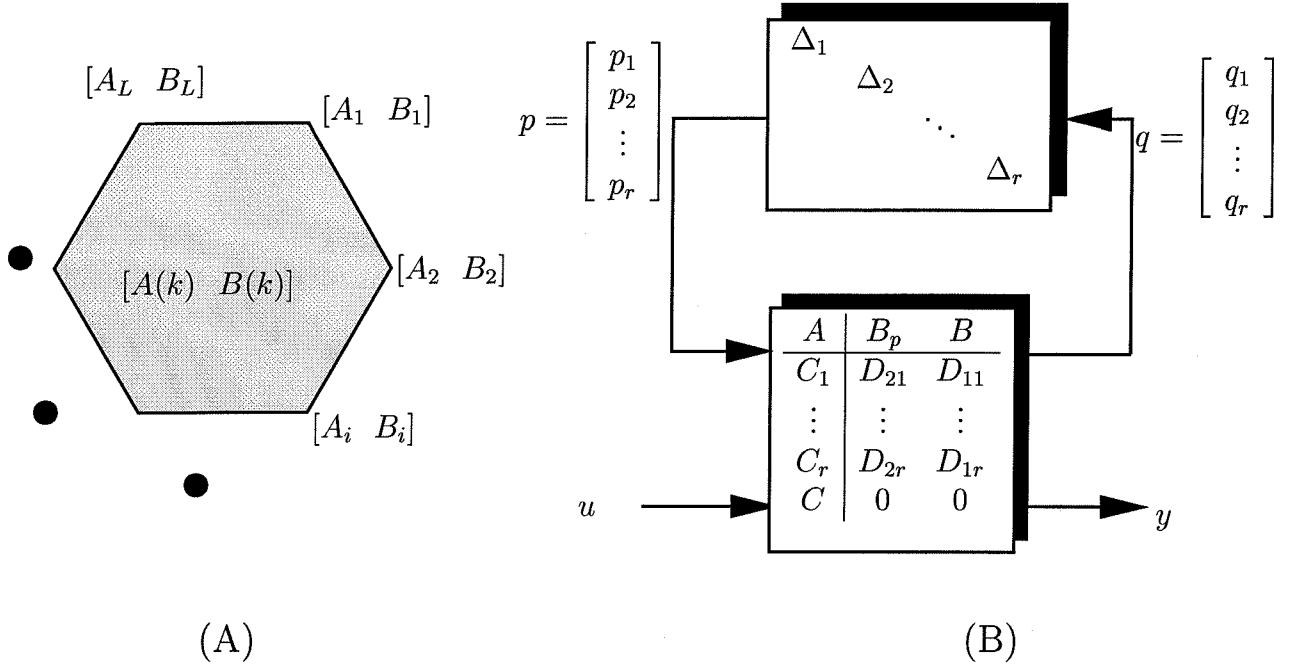 [A_L B_L]
[A_1 B_1]
[A_2 B_2]
[A(k) B(k)]
[A_i B_i]
(A)
p = [ p_1 p_2 ⋮ p_r ]
Δ_1
Δ_2
⋱
Δ_r
q = [ q_1 q_2 ⋮ q_r ]
A B_p B
C_1 D_21 D_11
⋮ ⋮ ⋮
C_r D_2r D_1r
C 0 0
u
y
(B)